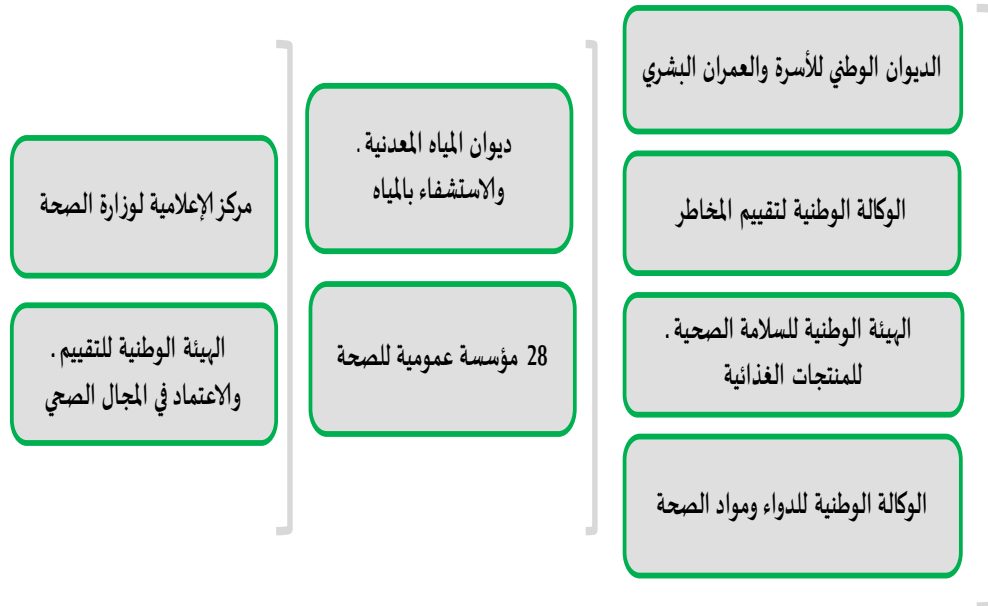 الديوان الوطني للأسرة والعمران البشري
الوكالة الوطنية لتقييم المخاطر
الهيئة الوطنية للسلامة الصحية .
للمنتجات الغذائية
الوكالة الوطنية للدواء ومواد الصحة
ديوان المياه المعدنية .
والاستشفاء بالمياه
28 مؤسسة عمومية للصحة
مركز الإعلامية لوزارة الصحة
الهيئة الوطنية للتقييم .
والاعتماد في المجال الصحي